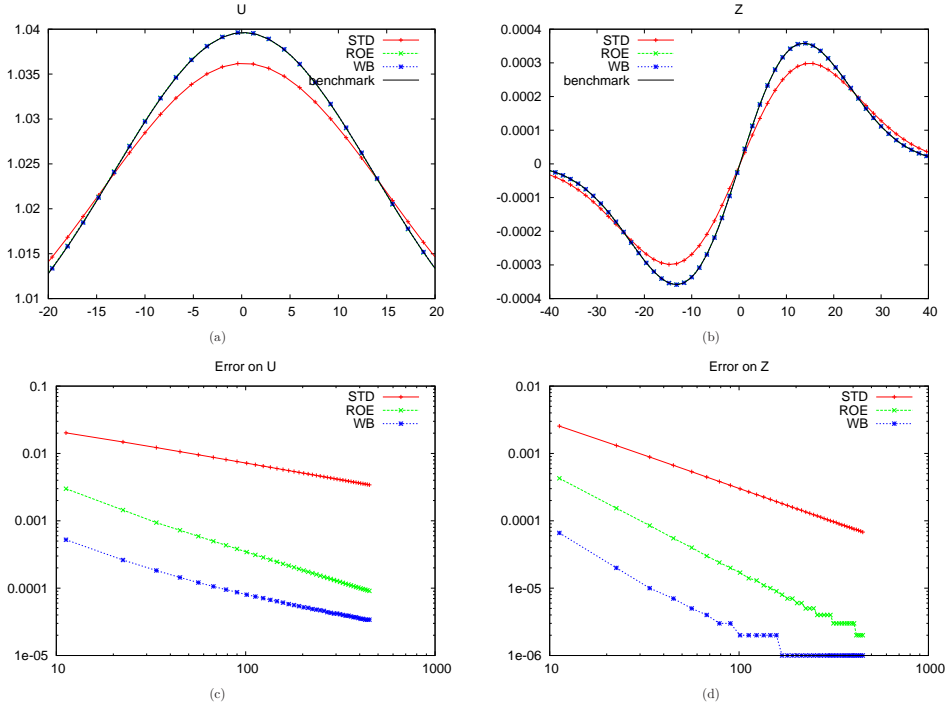 U
1.04
1.035
1.03
1.025
1.02
1.015
1.01
-20
-15
-10
-5
0
5
10
15
20
STD
ROE
WB
benchmark
(a)
Z
0.0004
0.0003
0.0002
0.0001
0
-0.0001
-0.0002
-0.0003
-0.0004
-40
-30
-20
-10
0
10
20
30
40
STD
ROE
WB
benchmark
(b)
Error on U
0.1
0.01
0.001
0.0001
1e-05
10
100
1000
STD
ROE
WB
(c)
Error on Z
0.01
0.001
0.0001
1e-05
1e-06
10
100
1000
STD
ROE
WB
(d)